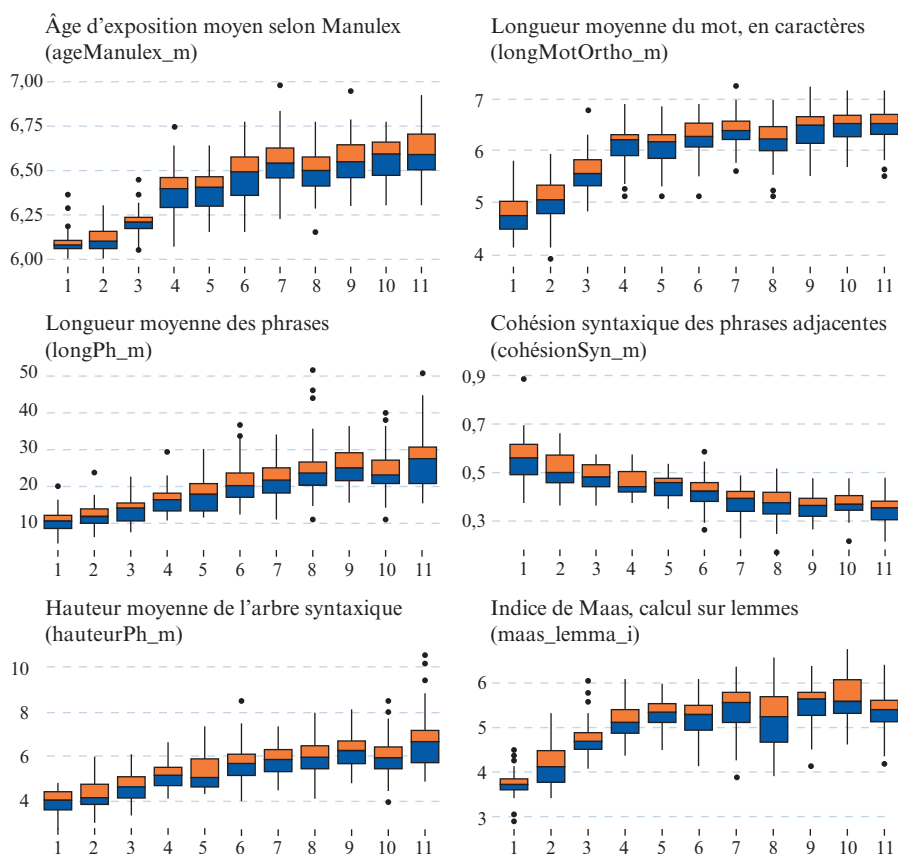 Âge d'exposition moyen selon Manulex
(ageManulex_m)
7,00
6,75
6,50
6,25
6,00
1 2 3 4 5 6 7 8 9 10 11
Longueur moyenne du mot, en caractères
(longMotOrtho_m)
7
6
5
4
1 2 3 4 5 6 7 8 9 10 11
Longueur moyenne des phrases
(longPh_m)
50
40
30
20
10
1 2 3 4 5 6 7 8 9 10 11
Cohésion syntaxique des phrases adjacentes
(cohésionSyn_m)
0,9
0,7
0,5
0,3
1 2 3 4 5 6 7 8 9 10 11
Hauteur moyenne de l'arbre syntaxique
(hauteurPh_m)
10
8
6
4
1 2 3 4 5 6 7 8 9 10 11
Indice de Maas, calcul sur lemmes
(maas_lemma_i)
6
5
4
3
1 2 3 4 5 6 7 8 9 10 11